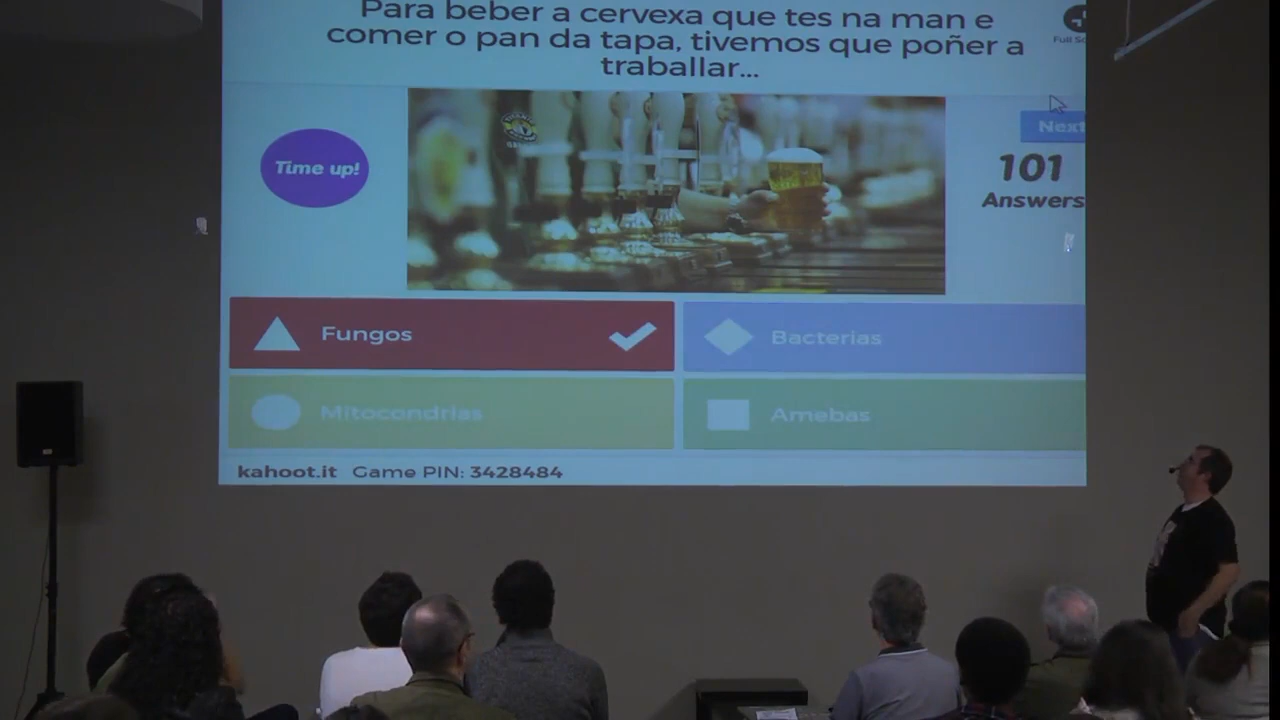 Para beber a cervexa que tes na man e
comer o pan da tapa, tivemos que poñer a
traballar...
Time up!
Next
101
Answers
Fungos
Bacterias
Mitocondrias
Amebas
kahoot.it Game PIN: 3428484